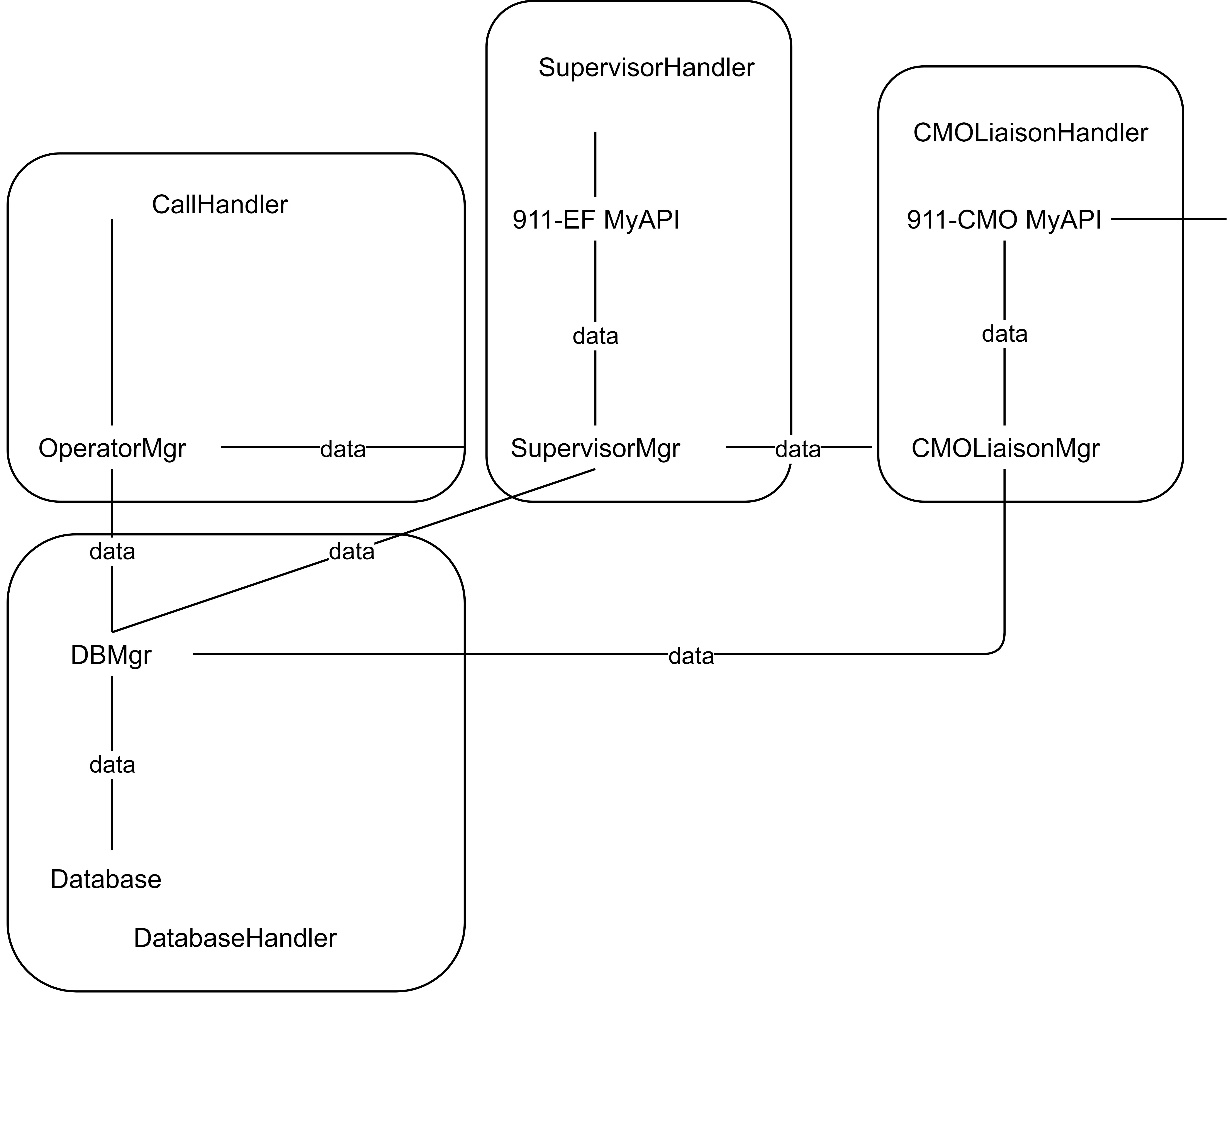 SupervisorHandler
CMOLiaisonHandler
CallHandler
911-EF MyAPI
911-CMO MyAPI
data
data
OperatorMgr
data
SupervisorMgr
data
CMOLiaisonMgr
data
data
DBMgr
data
data
Database
DatabaseHandler